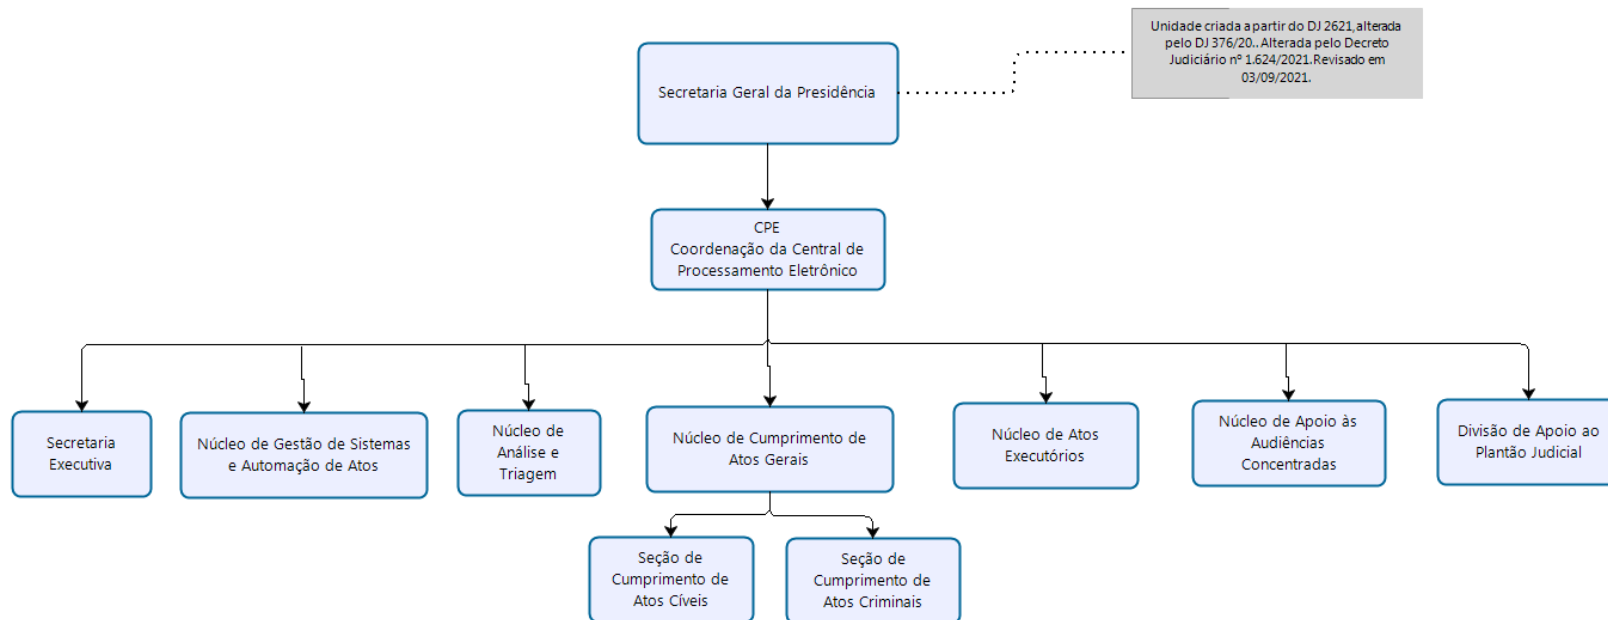 Unidade criada a partir do DJ 2621,alterada
pelo DJ 376/20.. Alterada pelo Decreto
Judiciário nº 1.624/2021.Revisado em
03/09/2021.
Secretaria Geral da Presidência
CPE
Coordenação da Central de
Processamento Eletrônico
Secretaria
Executiva
Núcleo de Gestão de Sistemas
e Automação de Atos
Núcleo de
Análise e
Triagem
Núcleo de Cumprimento de
Atos Gerais
Núcleo de Atos
Executórios
Núcleo de Apoio às
Audiências
Concentradas
Divisão de Apoio ao
Plantão Judicial
Seção de
Cumprimento de
Atos Cíveis
Seção de
Cumprimento de
Atos Criminais